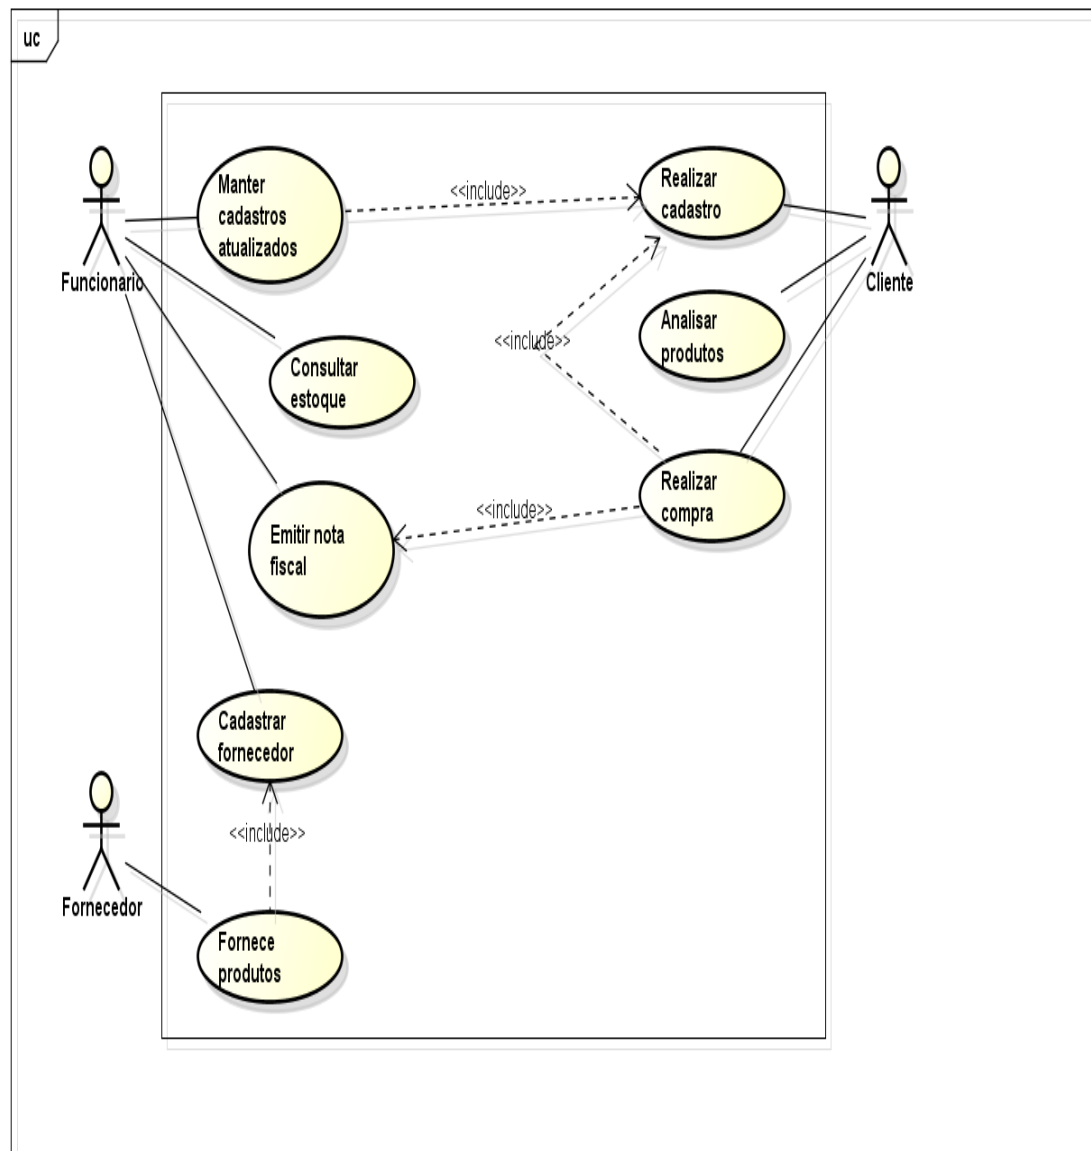 uc
Manter
cadastros
atualizados
<<include>>
Realizar
cadastro
Funcionario
Cliente
<<include>>
Analisar
produtos
Consultar
estoque
Realizar
compra
<<include>>
Emitir nota
fiscal
Cadastrar
fornecedor
<<include>>
Fornecedor
Fornece
produtos